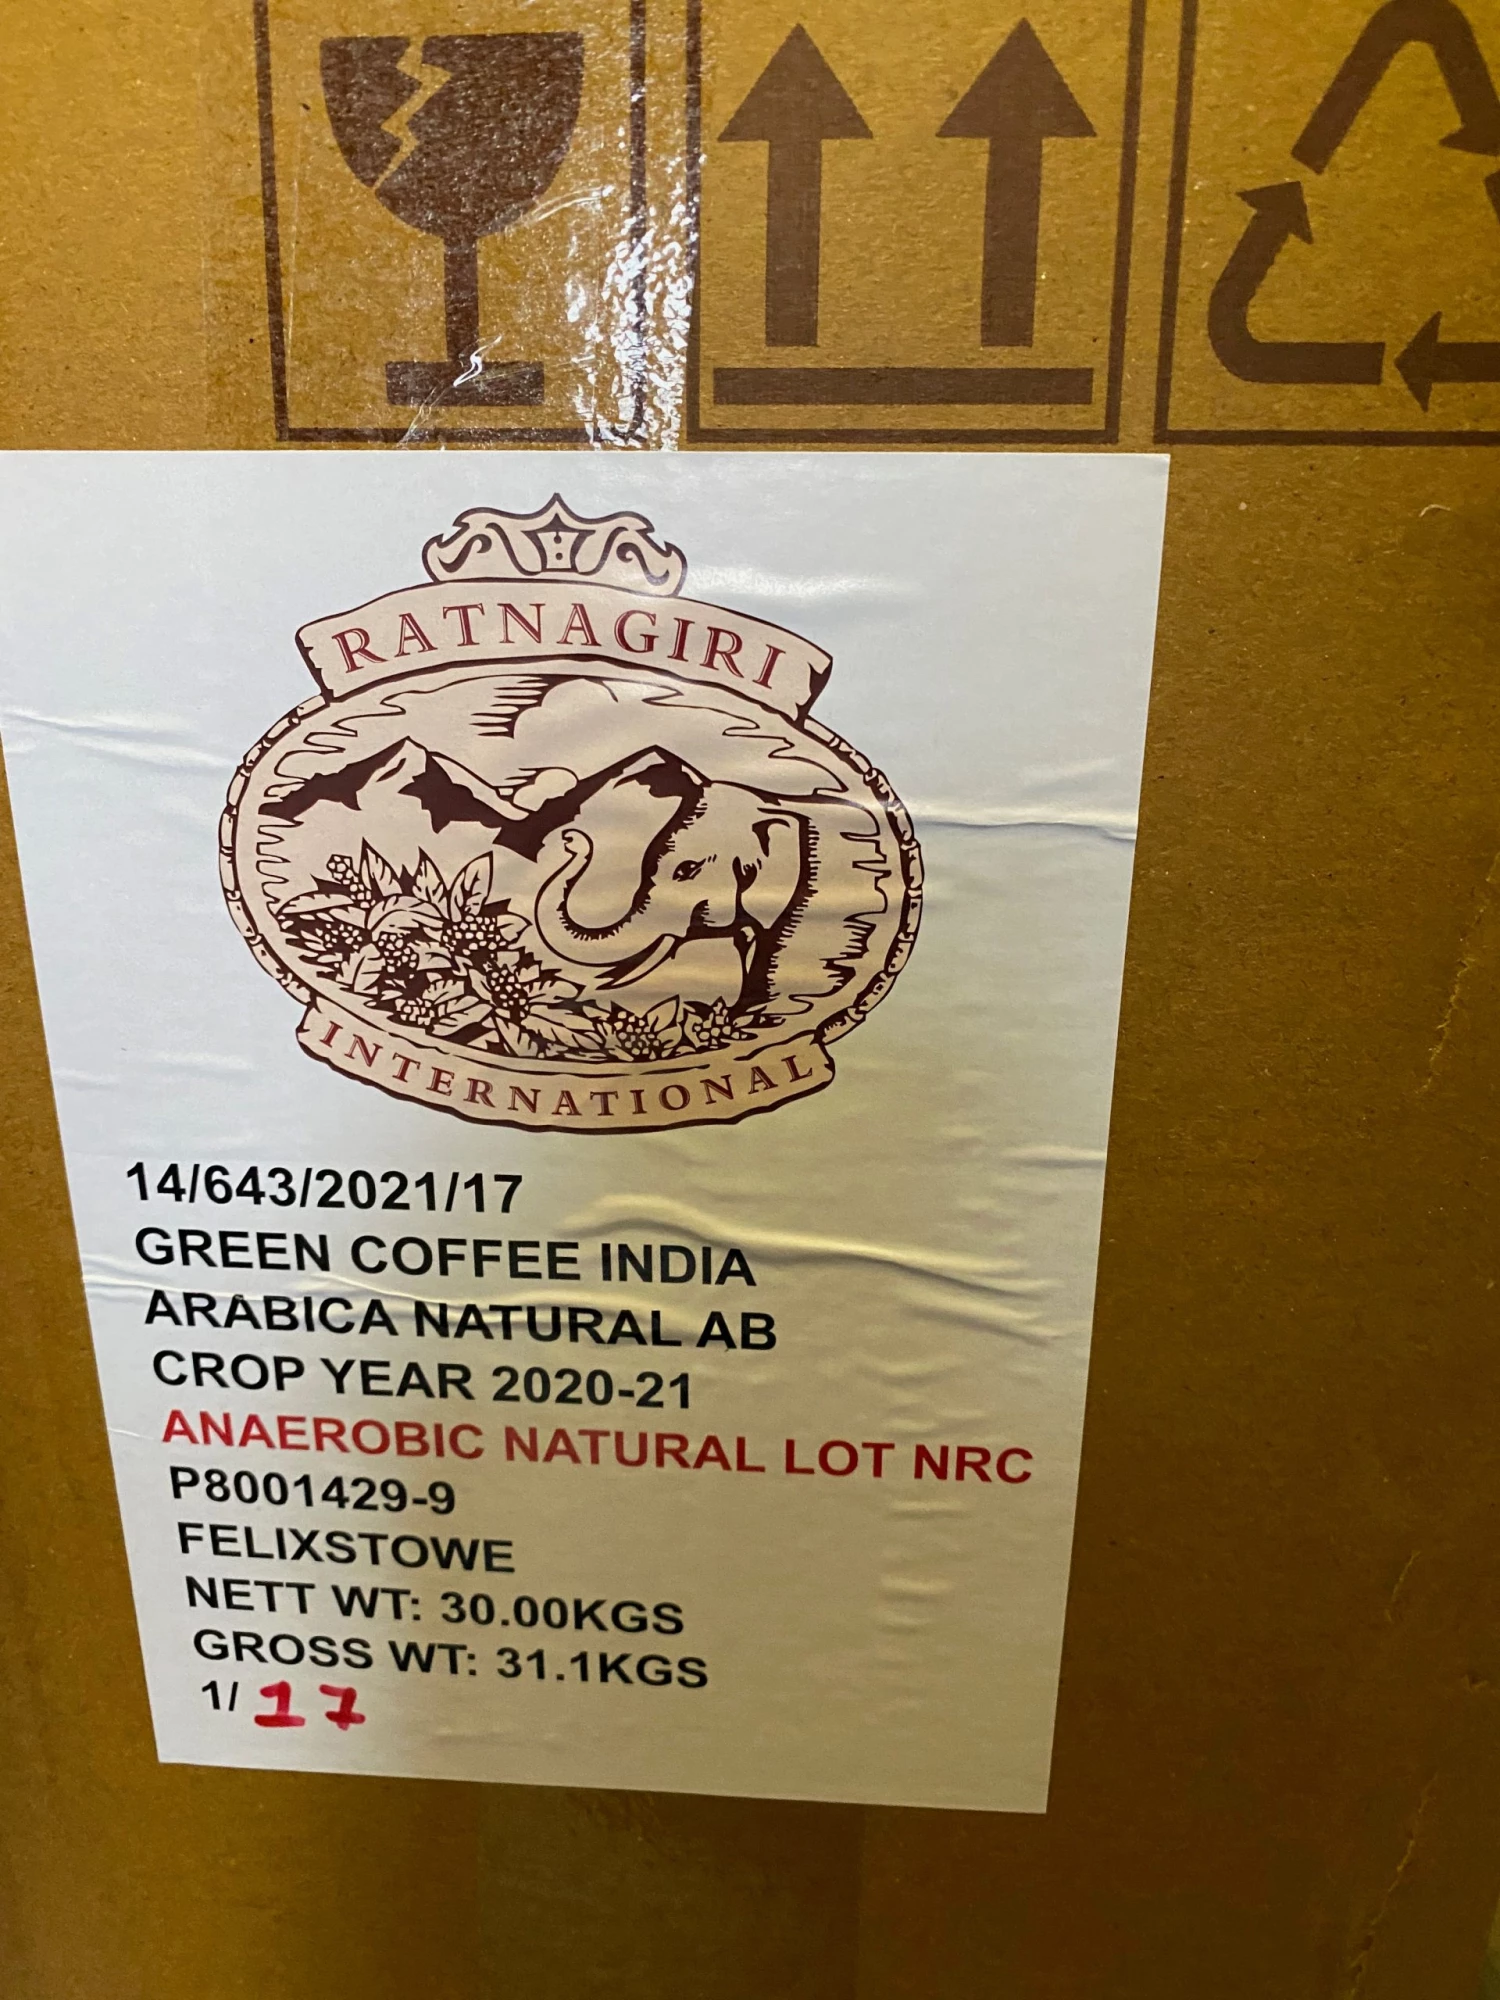 RATNAGIRI
INTERNATIONAL
14/643/2021/17
GREEN COFFEE INDIA
ARABICA NATURAL AB
CROP YEAR 2020-21
ANAEROBIC NATURAL LOT NRC
P8001429-9
FELIXSTOWE
NETT WT: 30.00KGS
GROSS WT: 31.1KGS
1/ 17